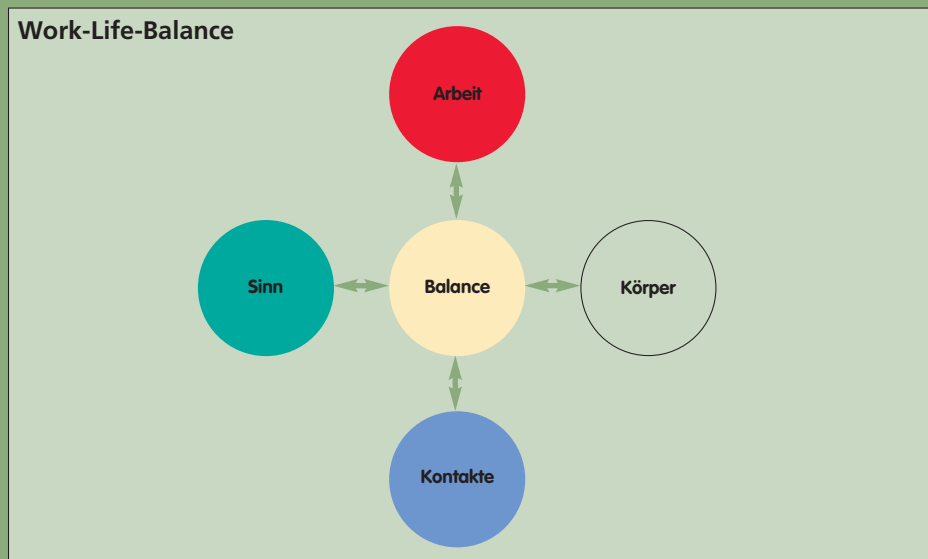 Work-Life-Balance
Arbeit
Sinn
Balance
Körper
Kontakte